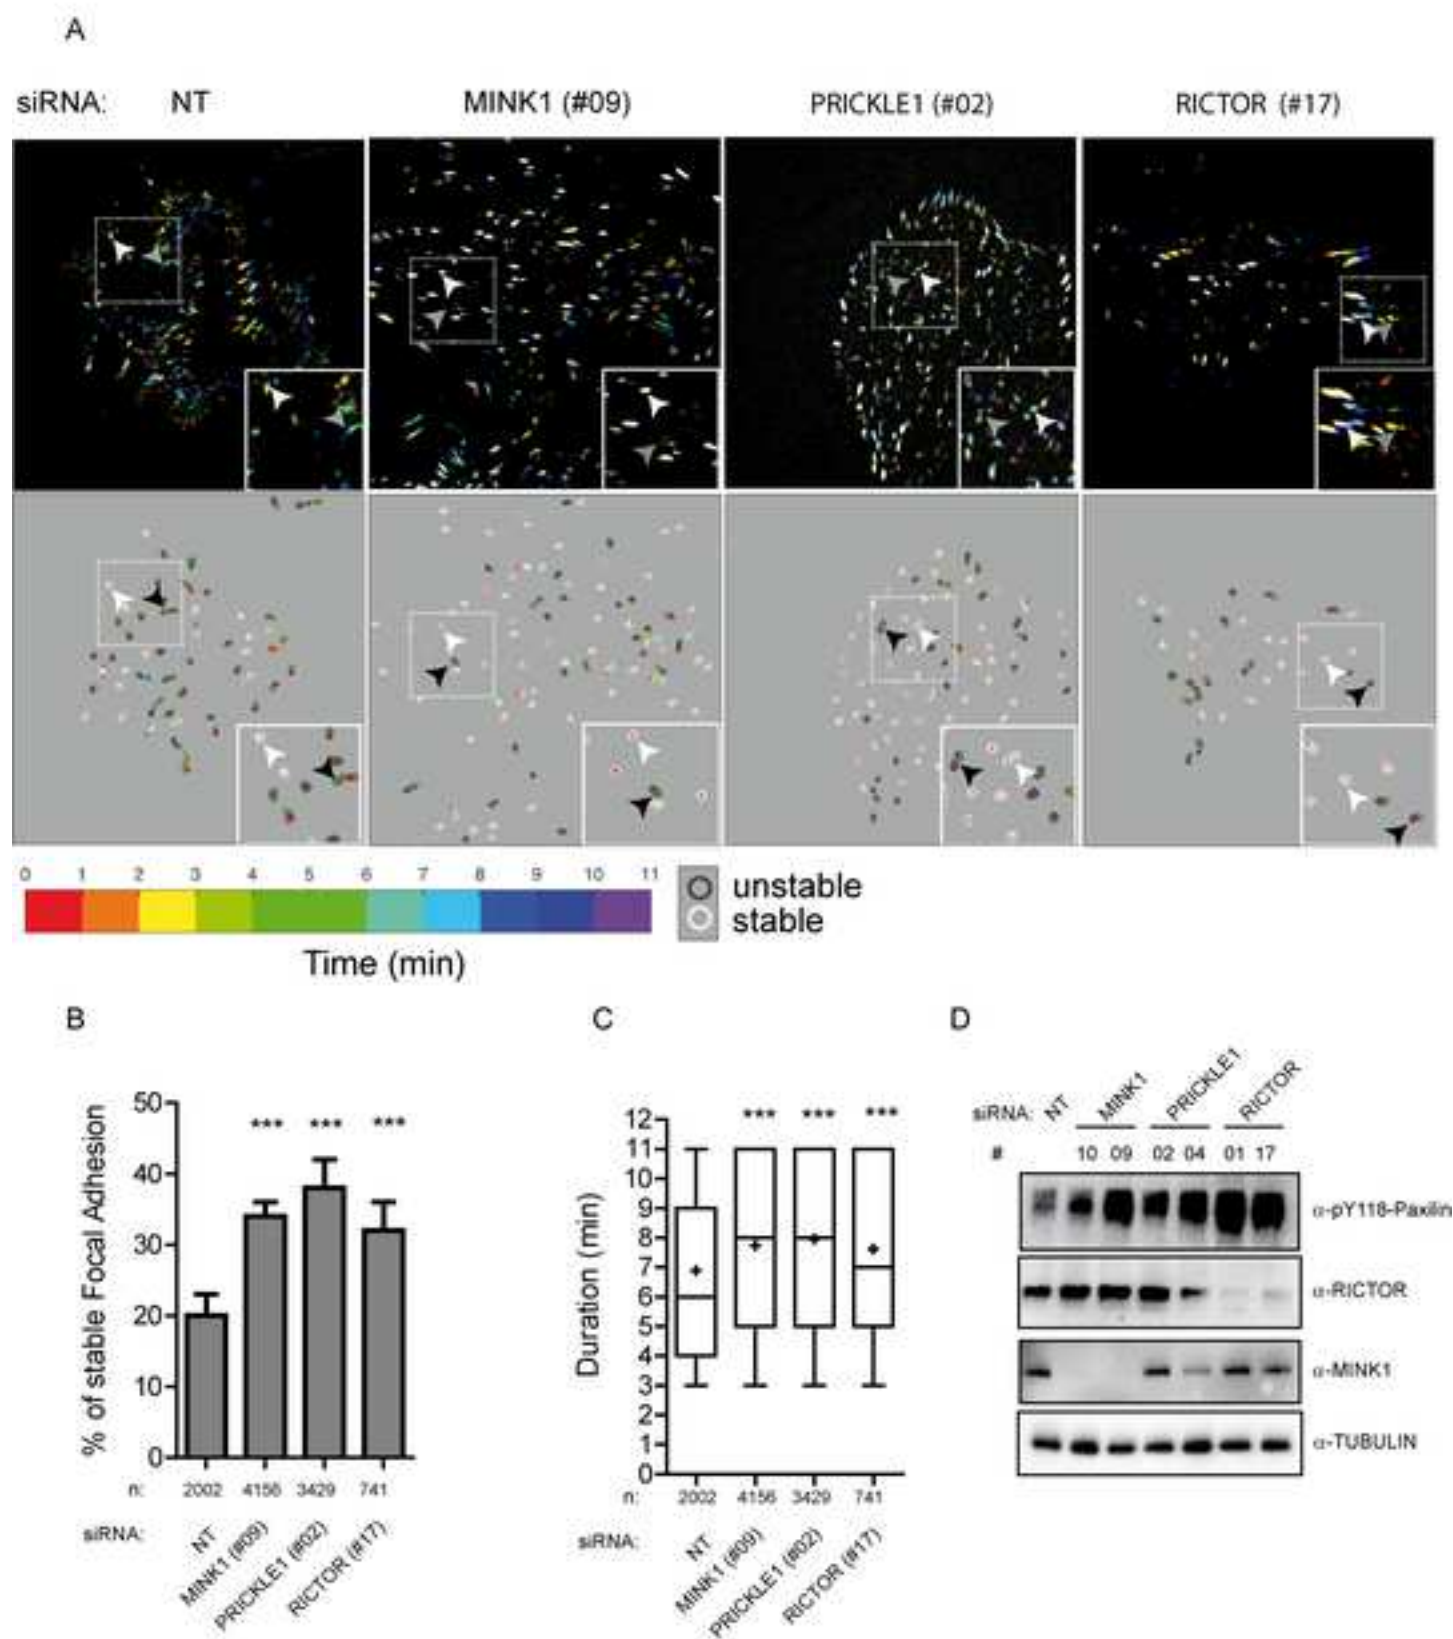 A
siRNA: NT MINK1 (#09) PRICKLE1 (#02) RICTOR (#17)
0 1 2 3 4 5 6 7 8 9 10 11
Time (min)
unstable
stable
B
% of stable Focal Adhesion
50
40
30
20
10
0
*** *** ***
n: 2002 4156 3429 741
siRNA: NT MINK1 (#09) PRICKLE1 (#02) RICTOR (#17)
C
Duration (min)
12
11
10
9
8
7
6
5
4
3
2
1
0
*** *** ***
n: 2002 4156 3429 741
siRNA: NT MINK1 (#09) PRICKLE1 (#02) RICTOR (#17)
D
siRNA: NT MINK1 PRICKLE1 RICTOR
# 10 09 02 04 01 17
α-pY118-Paxilin
α-RICTOR
α-MINK1
α-TUBULIN